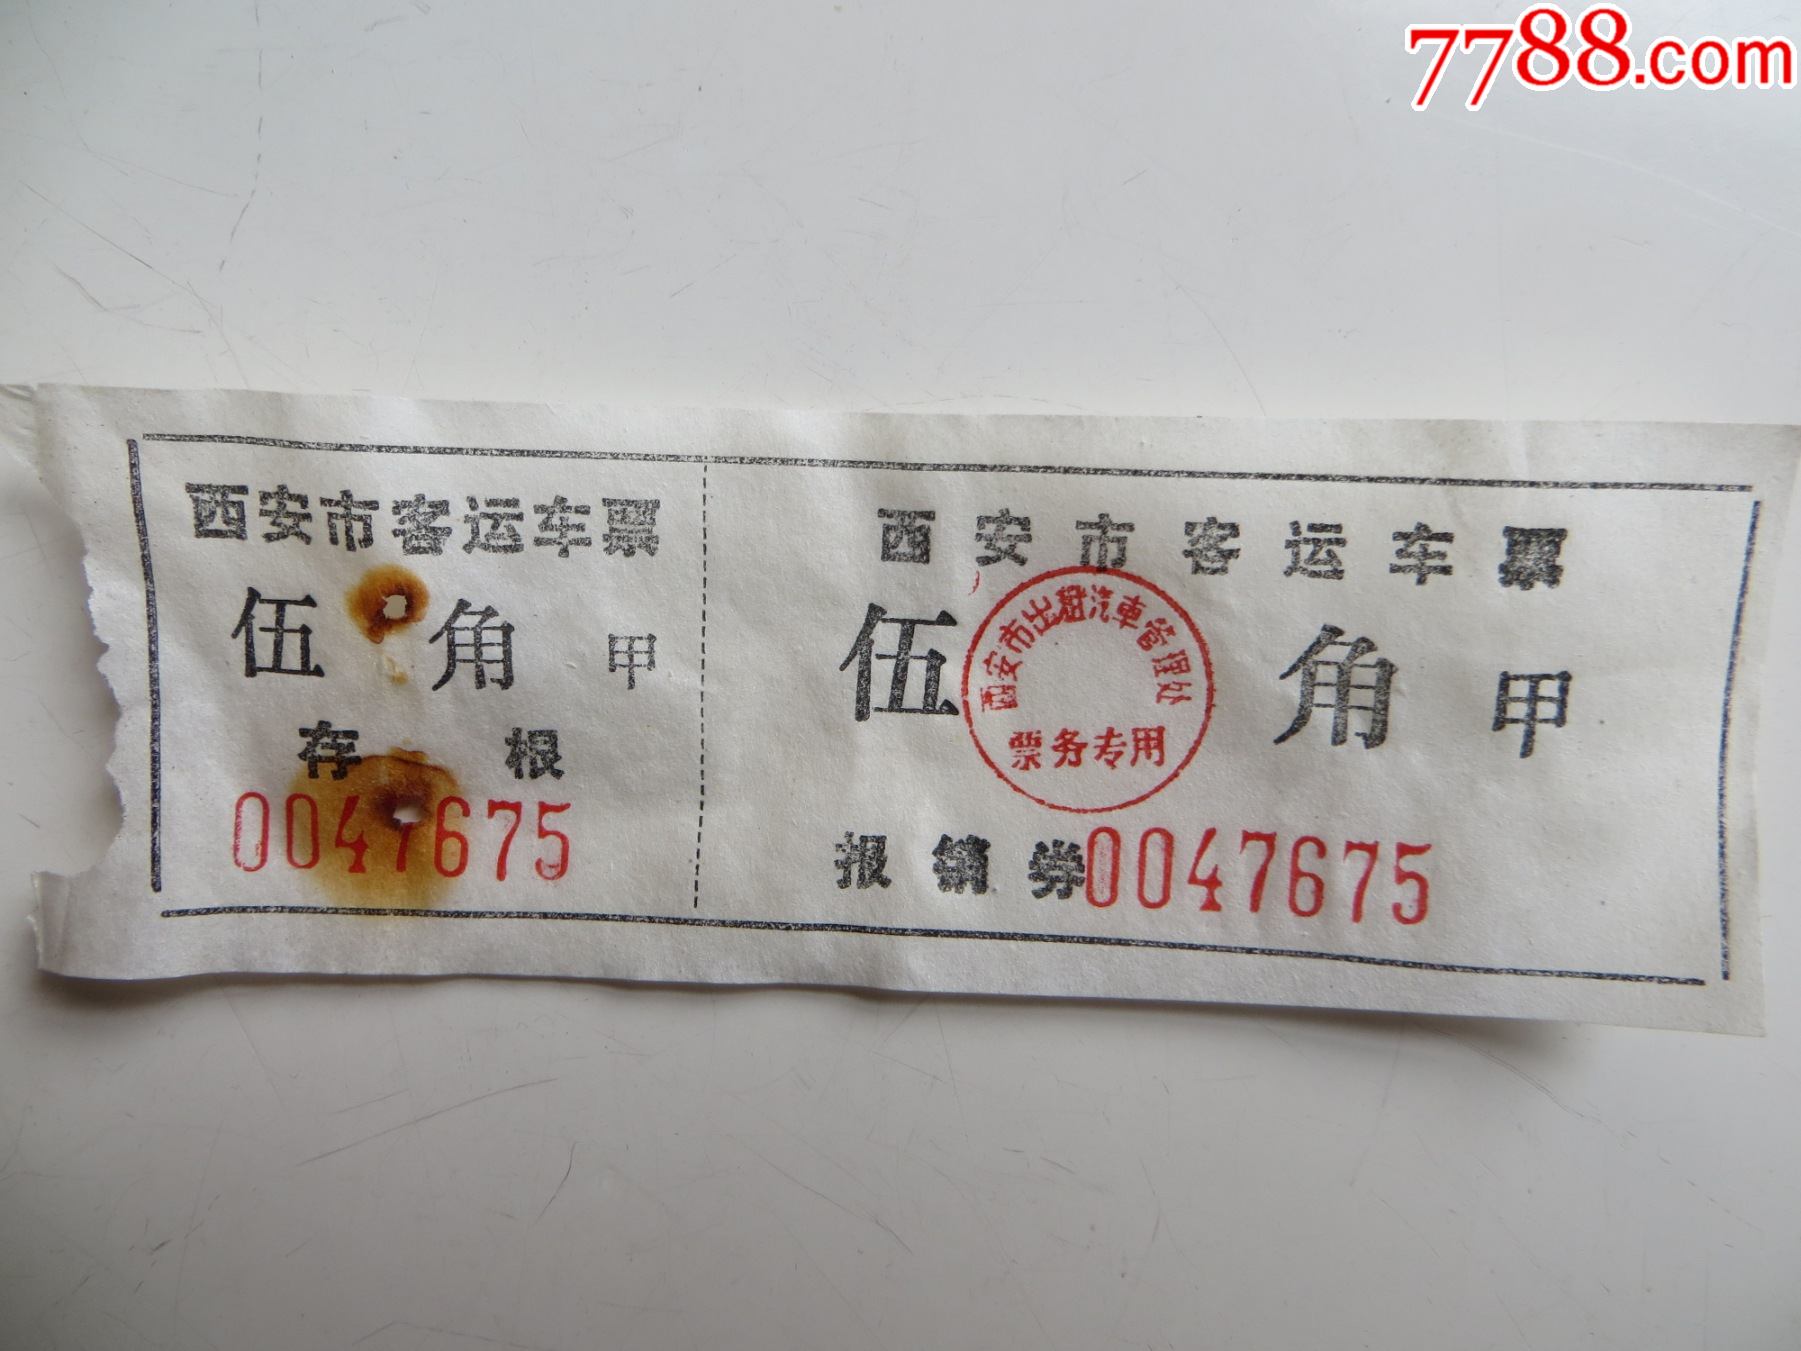 7788.com
西安市客运车票
伍角 甲
存根
0047675
西安市客运车票
伍角 甲
西安市出租汽車管理处
票务专用
报销券0047675